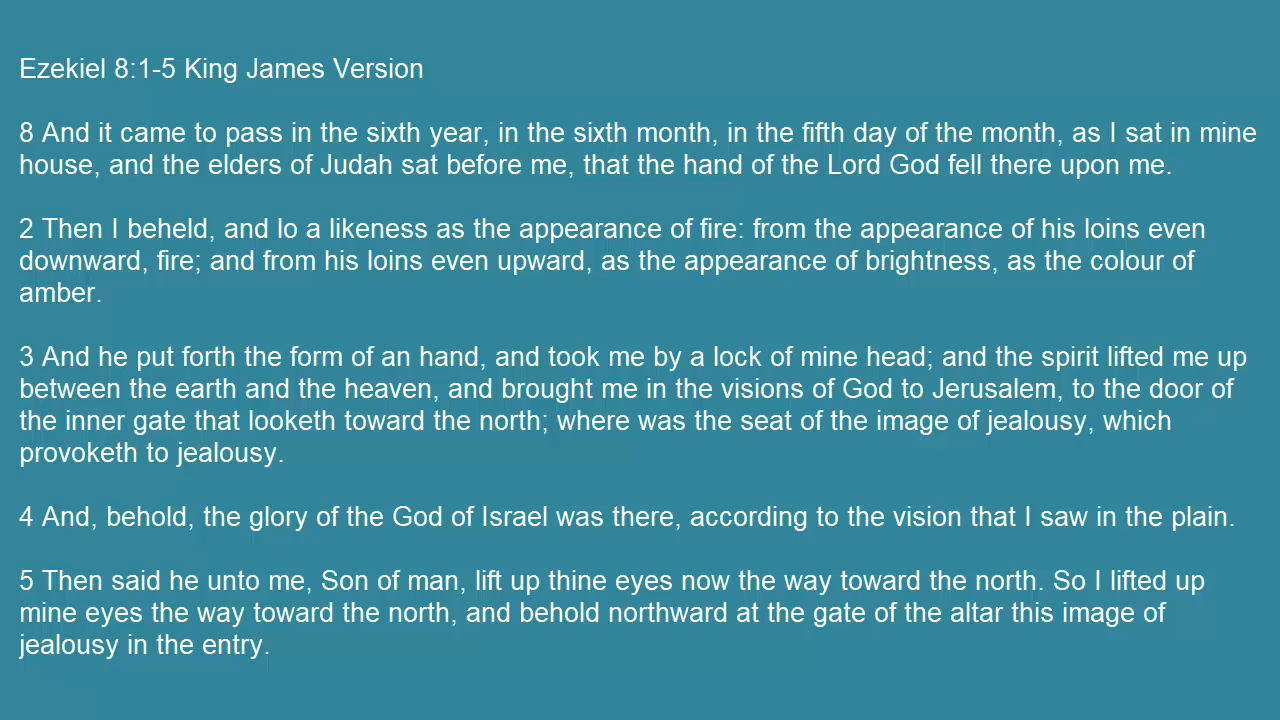 Ezekiel 8:1-5 King James Version
8 And it came to pass in the sixth year, in the sixth month, in the fifth day of the month, as I sat in mine
house, and the elders of Judah sat before me, that the hand of the Lord God fell there upon me.
2 Then I beheld, and lo a likeness as the appearance of fire: from the appearance of his loins even
downward, fire; and from his loins even upward, as the appearance of brightness, as the colour of
amber.
3 And he put forth the form of an hand, and took me by a lock of mine head; and the spirit lifted me up
between the earth and the heaven, and brought me in the visions of God to Jerusalem, to the door of
the inner gate that looketh toward the north; where was the seat of the image of jealousy, which
provoketh to jealousy.
4 And, behold, the glory of the God of Israel was there, according to the vision that I saw in the plain.
5 Then said he unto me, Son of man, lift up thine eyes now the way toward the north. So I lifted up
mine eyes the way toward the north, and behold northward at the gate of the altar this image of
jealousy in the entry.